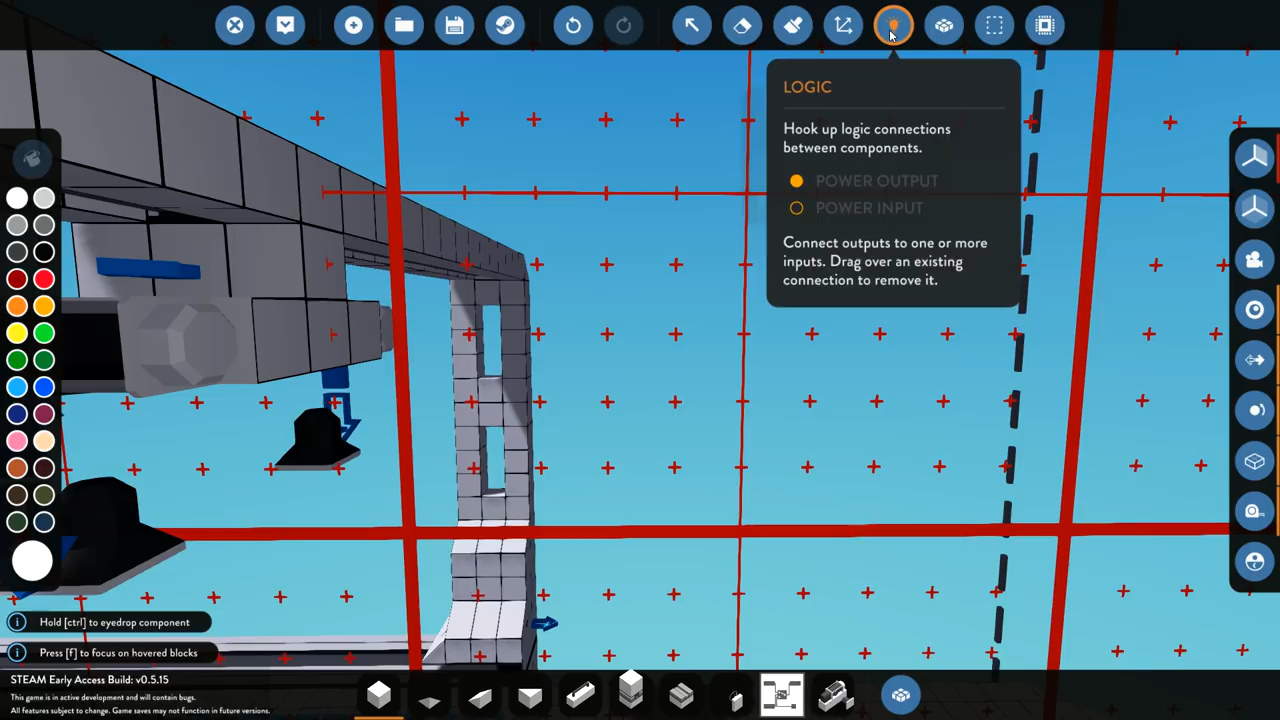 LOGIC
Hook up logic connections
between components.
POWER OUTPUT
POWER INPUT
Connect outputs to one or more
inputs. Drag over an existing
connection to remove it.
Hold [ctrl] to eyedrop component
Press [f] to focus on hovered blocks
STEAM Early Access Build: v0.5.15
This game is in active development and will contain bugs.
All features subject to change. Game saves may not function in future versions.